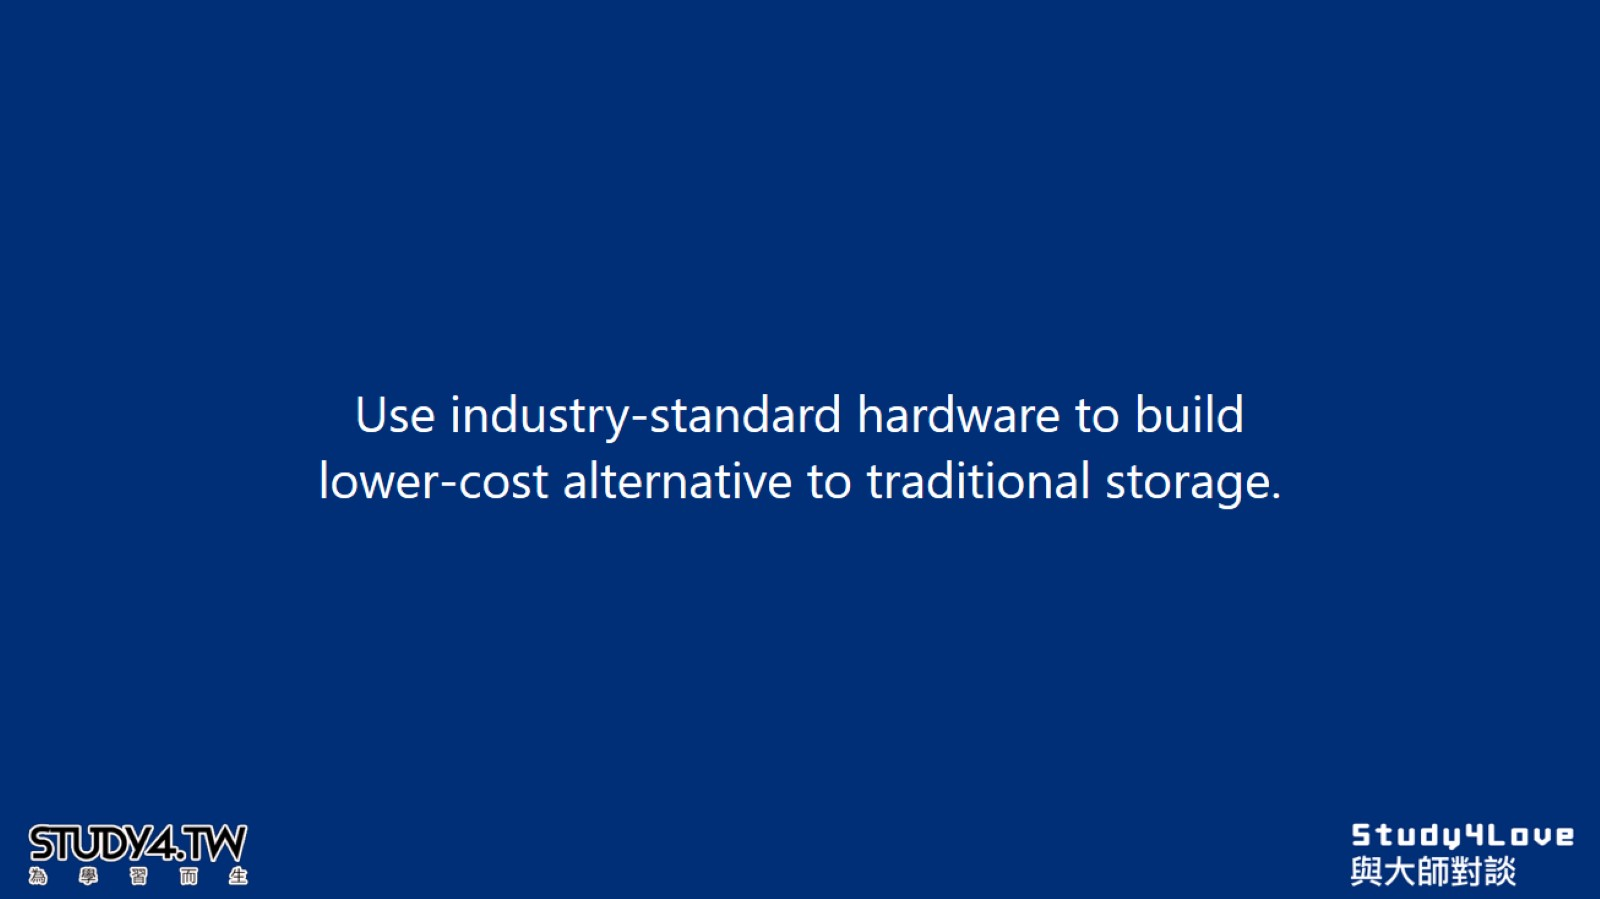 Use industry-standard hardware to build
lower-cost alternative to traditional storage.
STUDY4.TW
為學習而生
Study4Love
與大師對談